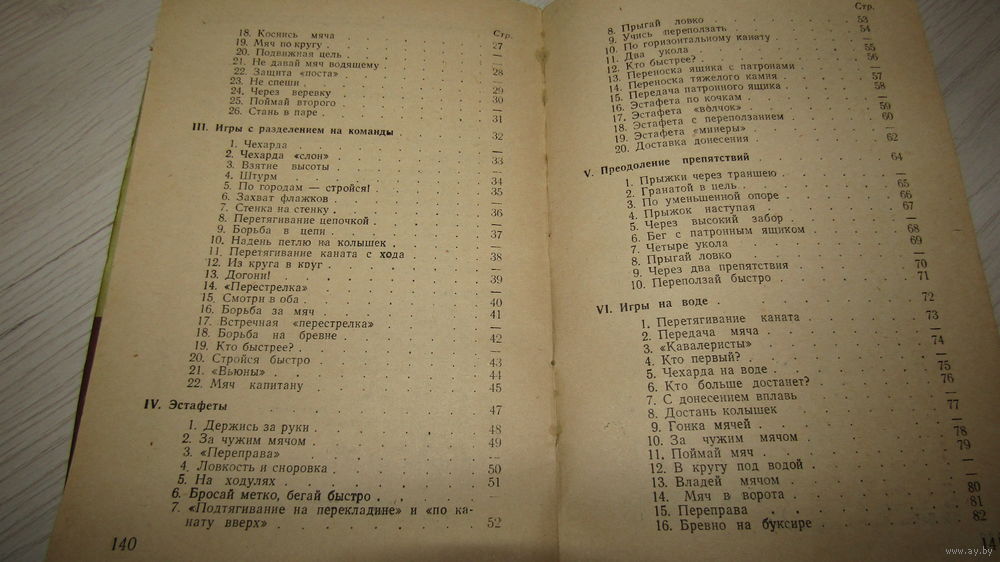 Стр.
18. Коснись мяча 27
19. Мяч по кругу —
20. Подвижная цель —
21. Не давай мяч водящему 28
22. Защита «поста» —
23. Не спеши 29
24. Через веревку 30
25. Поймай второго —
26. Стань в паре 31
III. Игры с разделением на команды 32
1. Чехарда —
2. Чехарда «слон» 33
3. Взятие высоты —
4. Штурм 34
5. По городам — стройся! 35
6. Захват флажков —
7. Стенка на стенку 36
8. Перетягивание цепочкой —
9. Борьба в цепи 37
10. Надень петлю на колышек —
11. Перетягивание каната с хода 38
12. Из круга в круг —
13. Догони! 39
14. «Перестрелка» —
15. Смотри в оба 40
16. Борьба за мяч 41
17. Встречная «перестрелка» —
18. Борьба на бревне 42
19. Кто быстрее? —
20. Стройся быстро 43
21. «Вьюны» 44
22. Мяч капитану 45
IV. Эстафеты 47
1. Держись за руки 48
2. За чужим мячом 49
3. «Переправа» —
4. Ловкость и сноровка 50
5. На ходулях 51
6. Бросай метко, бегай быстро —
7. «Подтягивание на перекладине» и «по ка-
нату вверх» 52
140
Стр.
8. Прыгай ловко 53
9. Учись переползать 54
10. По горизонтальному канату —
11. Два укола 55
12. Кто быстрее? 56
13. Переноска ящика с патронами —
14. Переноска тяжелого камня 57
15. Передача патронного ящика 58
16. Эстафета по кочкам —
17. Эстафета «волчок» 59
18. Эстафета с переползанием 60
19. Эстафета «минеры» —
20. Доставка донесения 62
V. Преодоление препятствий 64
1. Прыжки через траншею —
2. Гранатой в цель 65
3. По уменьшенной опоре 66
4. Прыжок наступая 67
5. Через высокий забор —
6. Бег с патронным ящиком 68
7. Четыре укола 69
8. Прыгай ловко —
9. Через два препятствия 70
10. Переползай быстро 71
VI. Игры на воде 72
1. Перетягивание каната 73
2. Передача мяча —
3. «Кавалеристы» 74
4. Кто первый? —
5. Чехарда на воде 75
6. Кто больше достанет? 76
7. С донесением вплавь —
8. Достань колышек 77
9. Гонка мячей —
10. За чужим мячом 78
11. Поймай мяч 79
12. В кругу под водой —
13. Владей мячом —
14. Мяч в ворота 80
15. Переправа 81
16. Бревно на буксире 82
www.ay.by